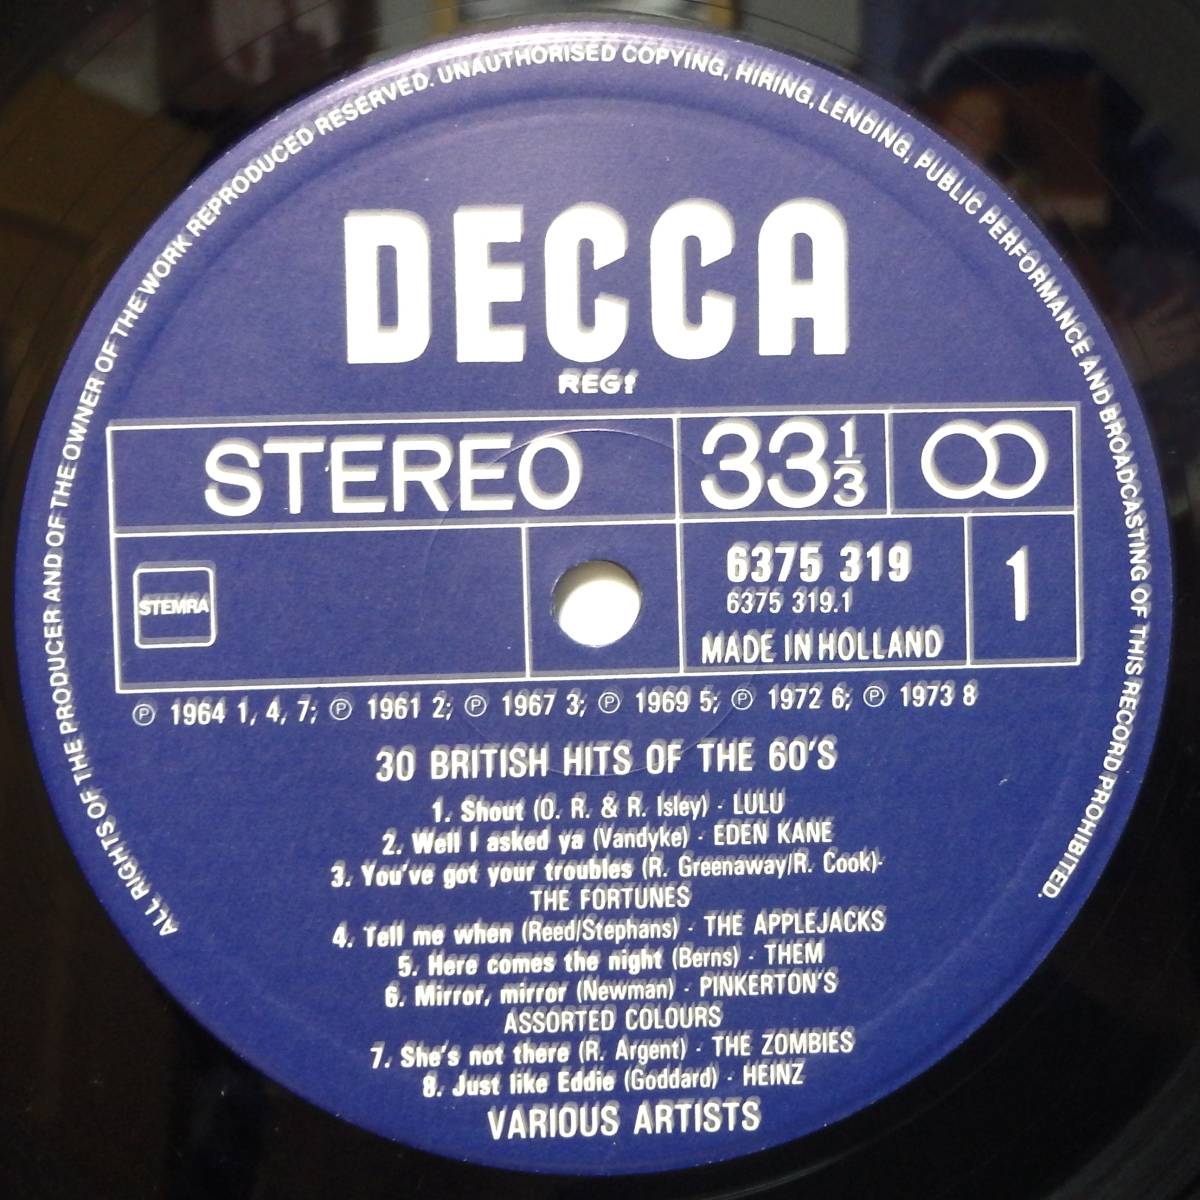 ALL RIGHTS OF THE PRODUCER AND OF THE OWNER OF THE WORK REPRODUCED RESERVED. UNAUTHORISED COPYING, HIRING, LENDING, PUBLIC PERFORMANCE AND BROADCASTING OF THIS RECORD PROHIBITED.
DECCA
REGD
STEREO 33 1/3
STEMRA
6375 319
6375 319.1
MADE IN HOLLAND
1
℗ 1964 1, 4, 7; ℗ 1961 2; ℗ 1967 3; ℗ 1969 5; ℗ 1972 6; ℗ 1973 8
30 BRITISH HITS OF THE 60'S
1. Shout (O. R. & R. Isley) - LULU
2. Well I asked ya (Vandyke) - EDEN KANE
3. You've got your troubles (R. Greenaway/R. Cook)-
THE FORTUNES
4. Tell me when (Reed/Stephans) - THE APPLEJACKS
5. Here comes the night (Berns) - THEM
6. Mirror, mirror (Newman) - PINKERTON'S
ASSORTED COLOURS
7. She's not there (R. Argent) - THE ZOMBIES
8. Just like Eddie (Goddard) - HEINZ
VARIOUS ARTISTS